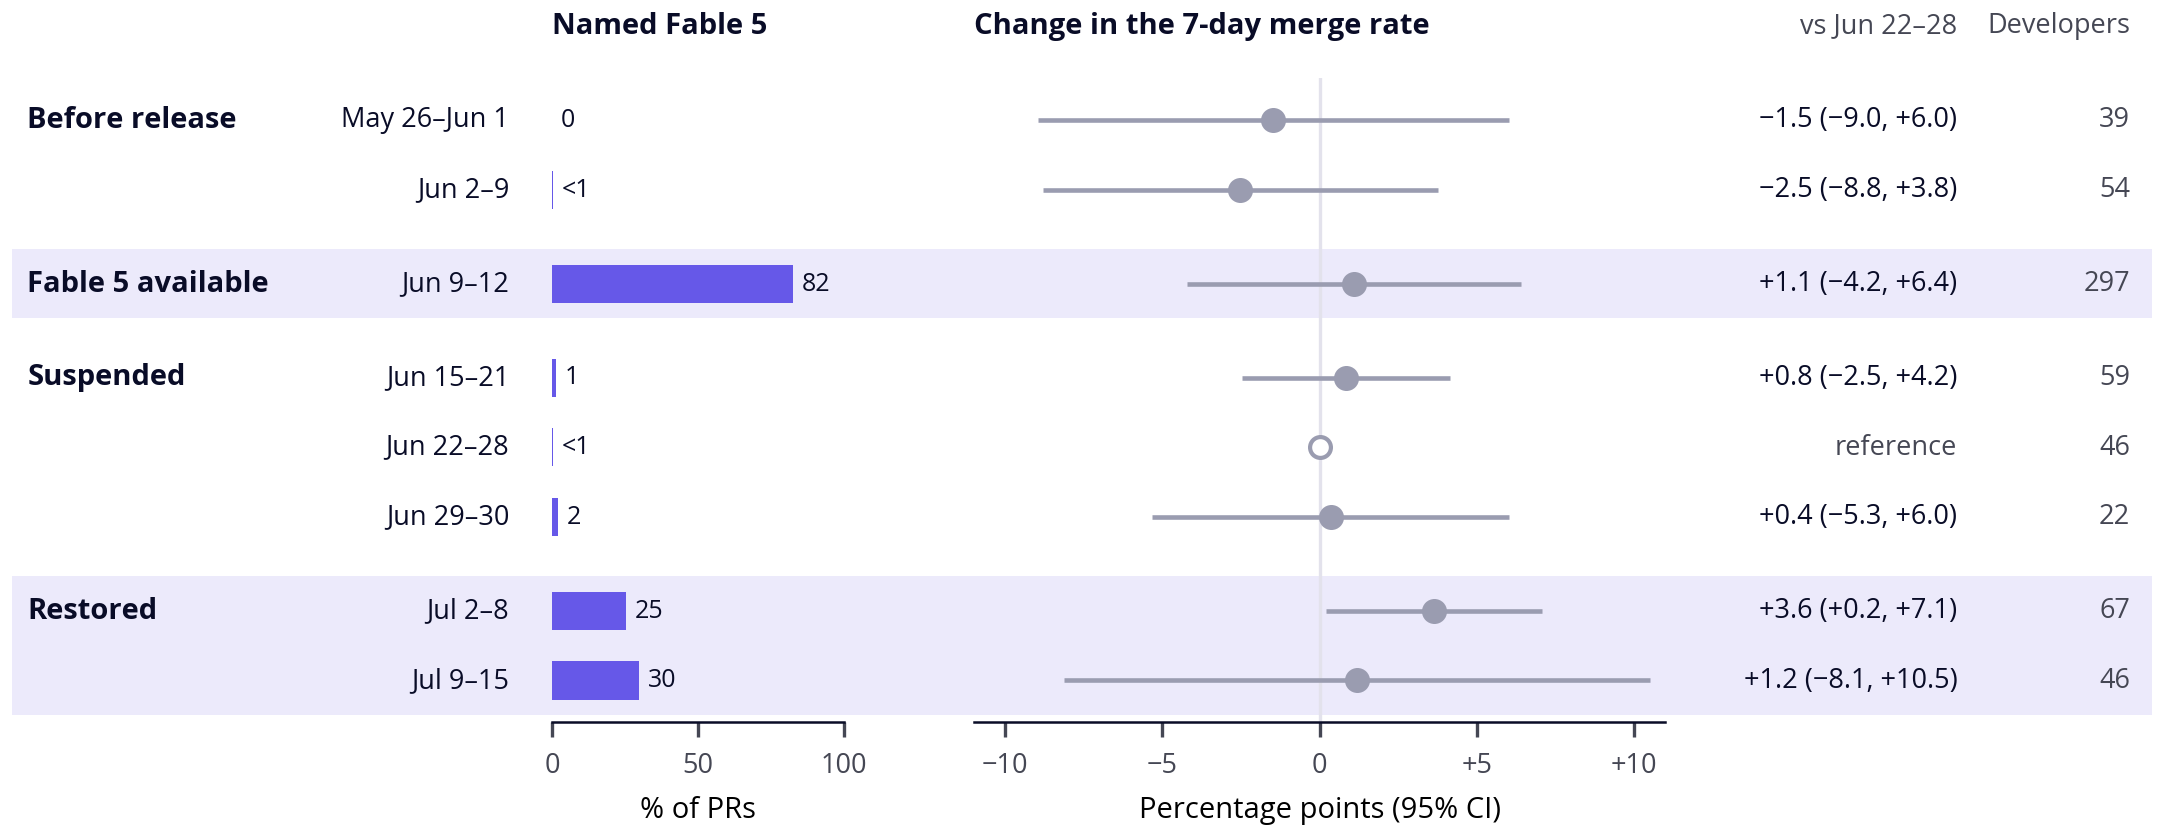 Named Fable 5 Change in the 7-day merge rate vs Jun 22–28 Developers
Before release May 26–Jun 1 0 −1.5 (−9.0, +6.0) 39
Jun 2–9 <1 −2.5 (−8.8, +3.8) 54
Fable 5 available Jun 9–12 82 +1.1 (−4.2, +6.4) 297
Suspended Jun 15–21 1 +0.8 (−2.5, +4.2) 59
Jun 22–28 <1 reference 46
Jun 29–30 2 +0.4 (−5.3, +6.0) 22
Restored Jul 2–8 25 +3.6 (+0.2, +7.1) 67
Jul 9–15 30 +1.2 (−8.1, +10.5) 46
0 50 100 −10 −5 0 +5 +10
% of PRs Percentage points (95% CI)